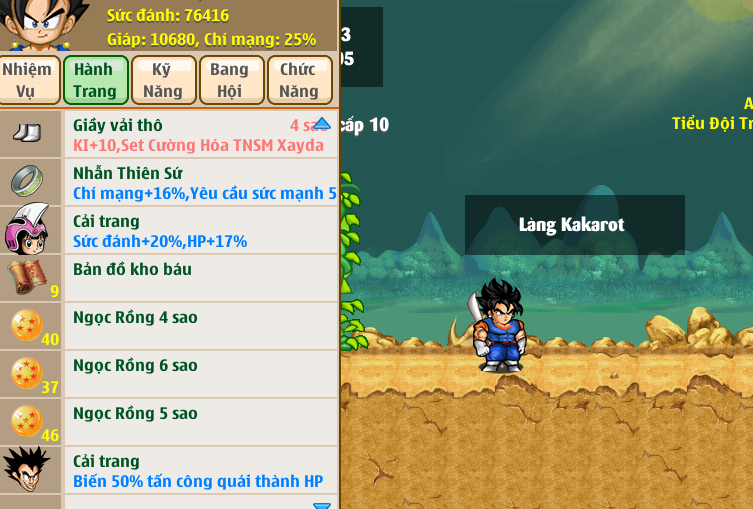 Sức đánh: 76416
Giáp: 10680, Chí mạng: 25%
Nhiệm Vụ
Hành Trang
Kỹ Năng
Bang Hội
Chức Năng
Giầy vải thô
4
KI+10,Set Cường Hóa TNSM Xayda
Nhẫn Thiên Sứ
Chí mạng+16%,Yêu cầu sức mạnh 5
Cải trang
Sức đánh+20%,HP+17%
Bản đồ kho báu
9
Ngọc Rồng 4 sao
40
Ngọc Rồng 6 sao
37
Ngọc Rồng 5 sao
46
Cải trang
Biến 50% tấn công quái thành HP
3
5
cấp 10
A
Tiểu Đội
Làng Kakarot